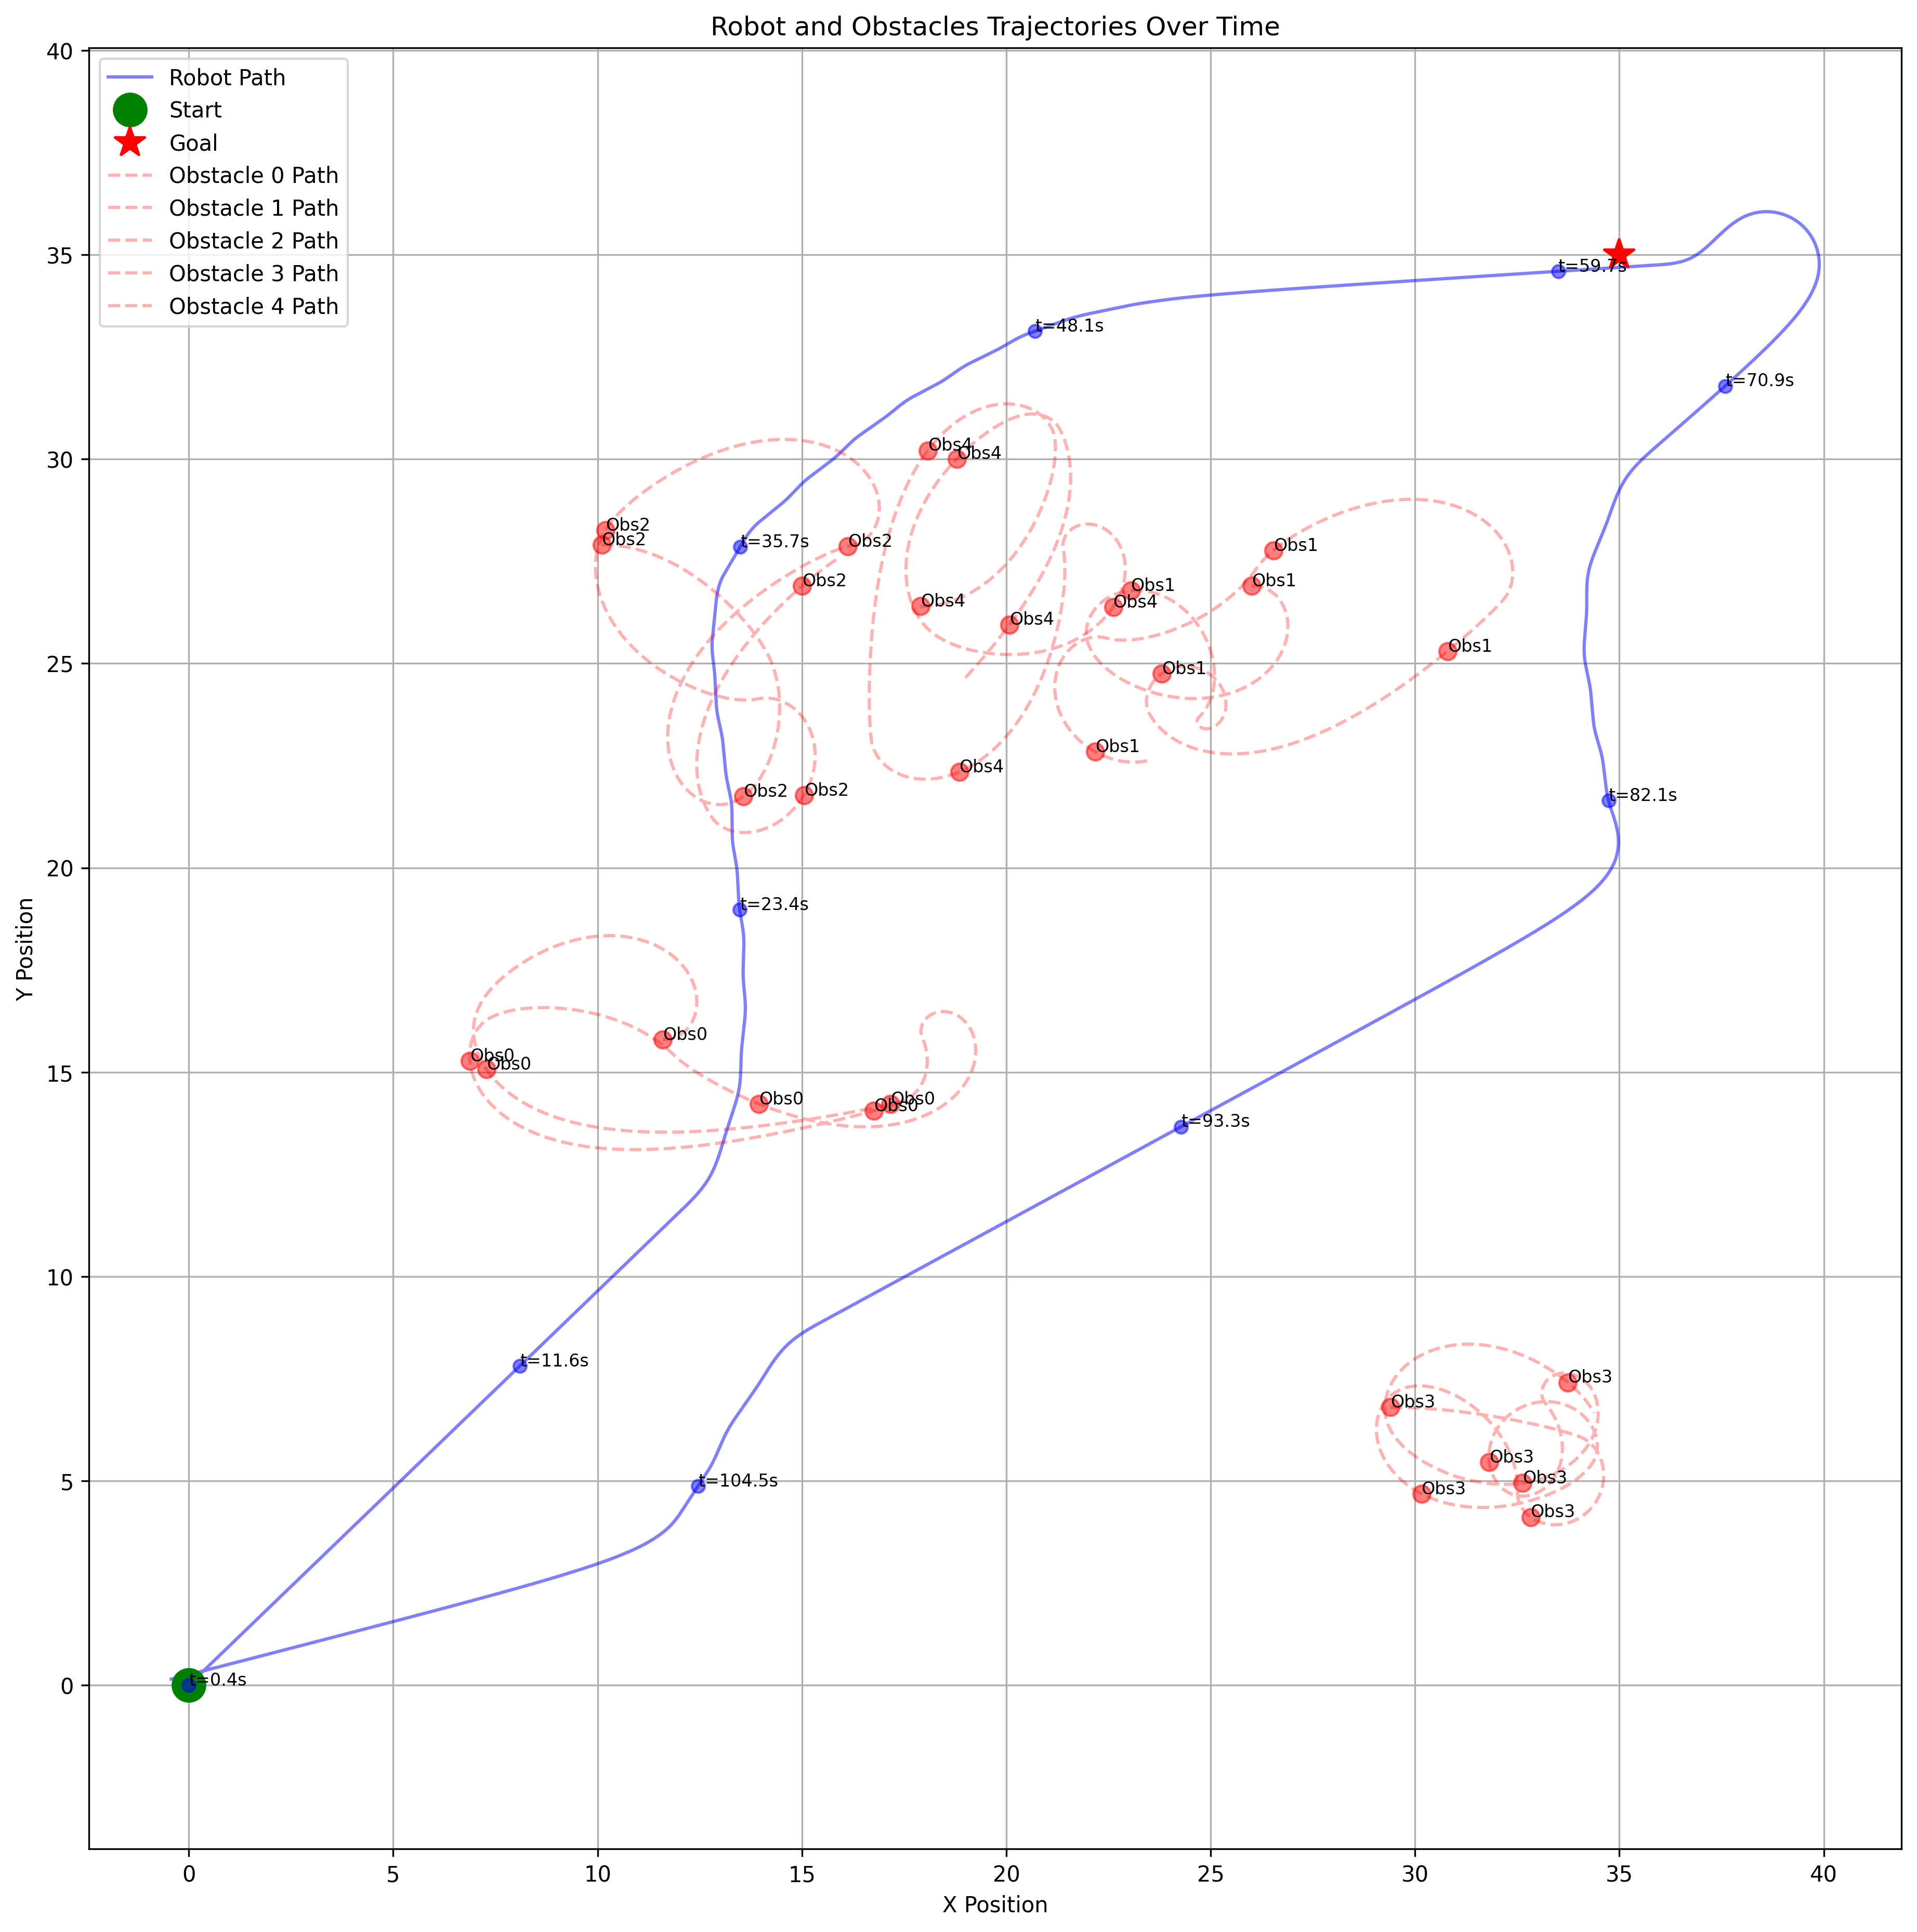 Robot and Obstacles Trajectories Over Time
Robot Path
Start
Goal
Obstacle 0 Path
Obstacle 1 Path
Obstacle 2 Path
Obstacle 3 Path
Obstacle 4 Path
40
35
30
25
20
15
10
5
0
Y Position
t=59.7s
t=48.1s
t=70.9s
Obs4
Obs4
Obs2
Obs2
t=35.7s
Obs2
Obs1
Obs2
Obs1
Obs1
Obs4
Obs4
Obs4
Obs1
Obs1
Obs1
Obs4
Obs2
Obs2
t=82.1s
t=23.4s
Obs0
Obs0
Obs0
Obs0
Obs0
Obs0
t=93.3s
t=11.6s
Obs3
Obs3
Obs3
Obs3
Obs3
Obs3
t=104.5s
t=0.4s
0
5
10
15
20
25
30
35
40
X Position